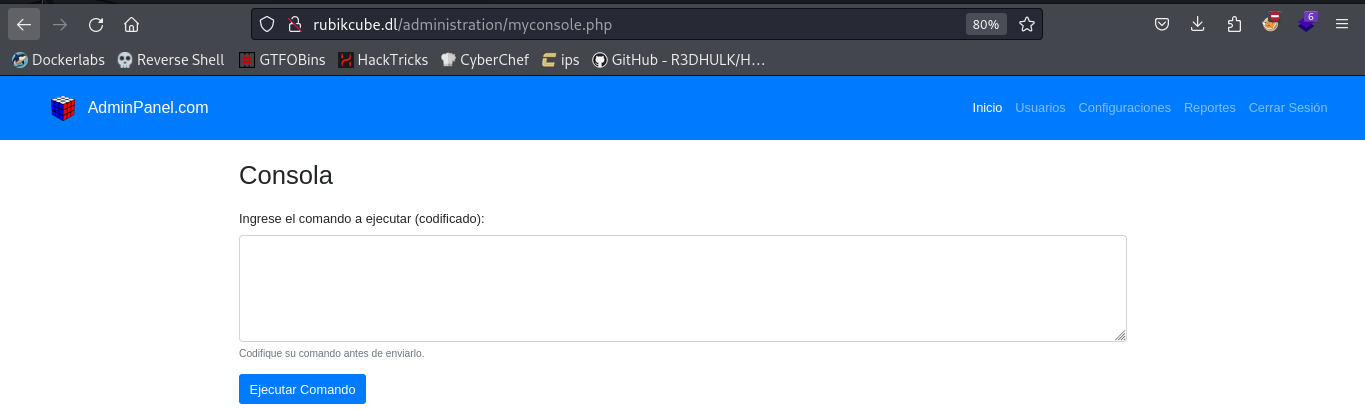 rubikcube.dl/administration/myconsole.php 80% 6
Dockerlabs Reverse Shell GTFOBins HackTricks CyberChef ips GitHub - R3DHULK/H…
AdminPanel.com Inicio Usuarios Configuraciones Reportes Cerrar Sesión
Consola
Ingrese el comando a ejecutar (codificado):
Codifique su comando antes de enviarlo.
Ejecutar Comando